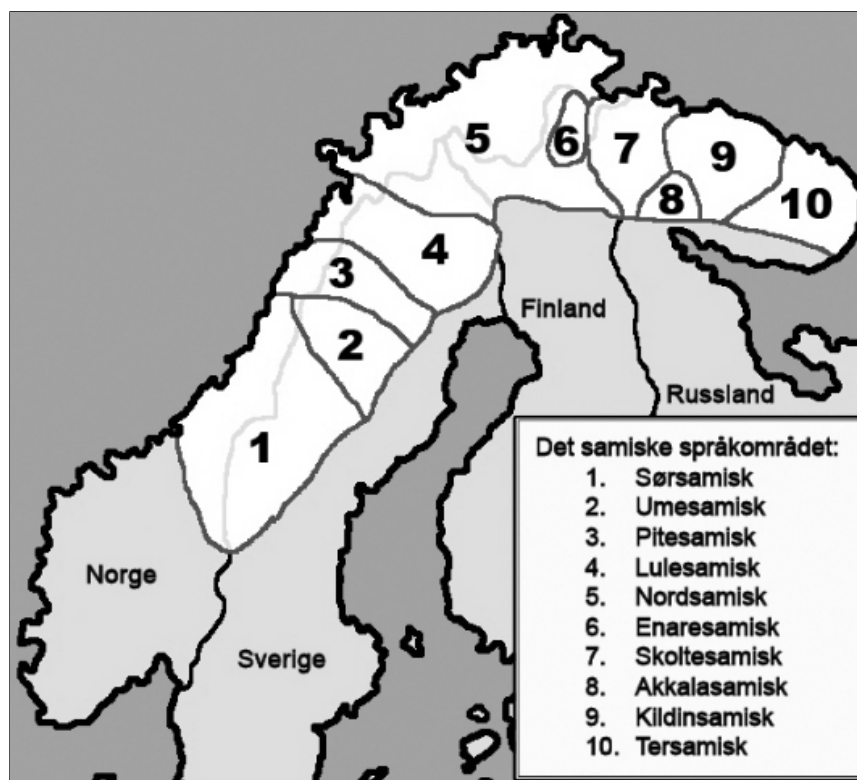 5
6
7
9
8
10
4
3
Finland
2
Russland
1
Norge
Sverige
Det samiske språkområdet:
1. Sørsamisk
2. Umesamisk
3. Pitesamisk
4. Lulesamisk
5. Nordsamisk
6. Enaresamisk
7. Skoltesamisk
8. Akkalasamisk
9. Kildinsamisk
10. Tersamisk